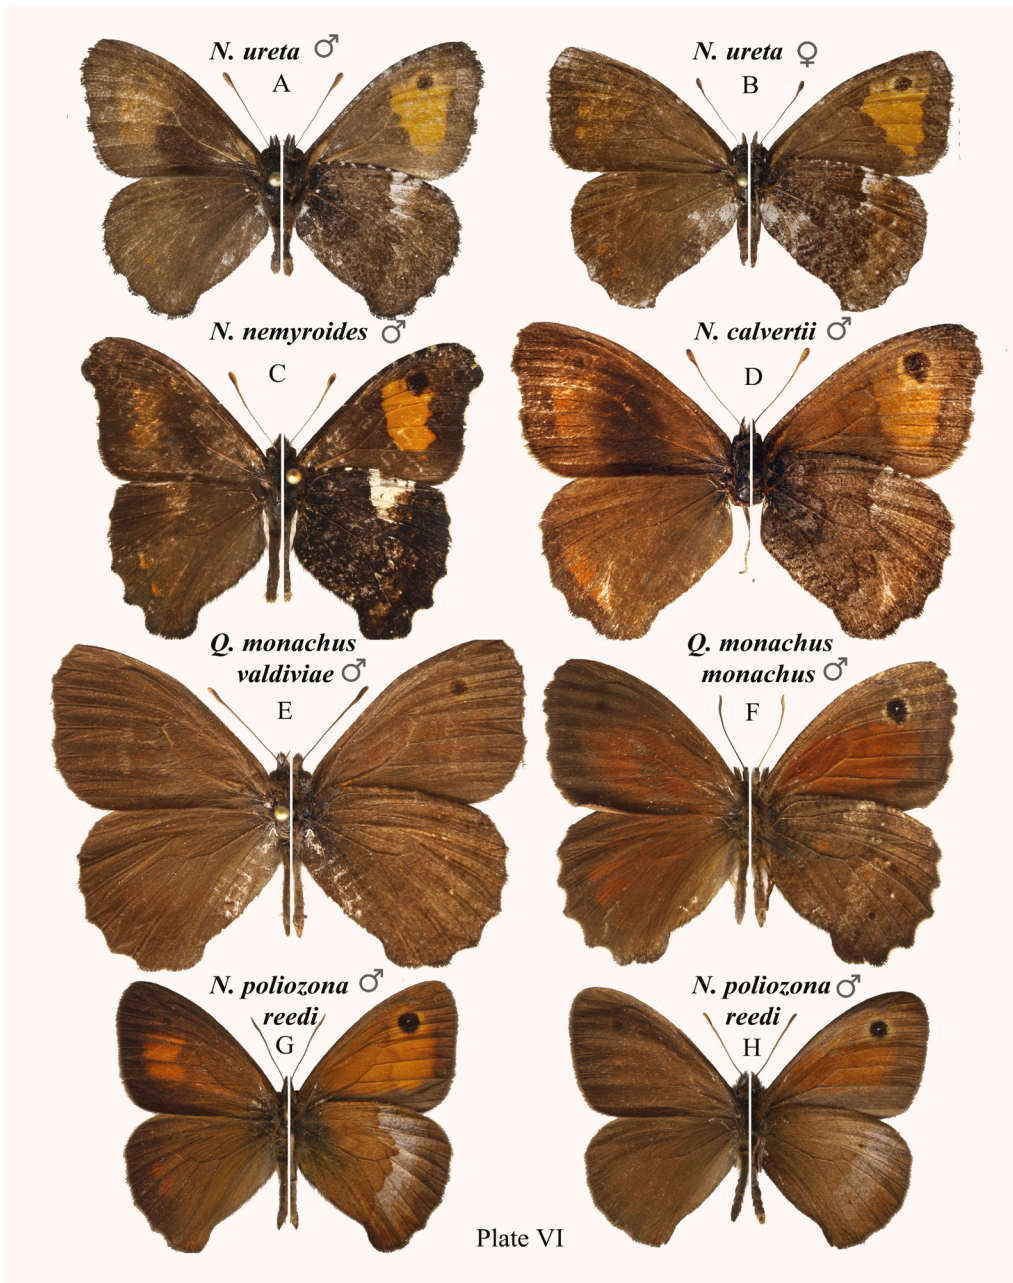 N. ureta ♂
A
N. ureta ♀
B
N. nemyroides ♂
C
N. calvertii ♂
D
Q. monachus
valdiviae ♂
E
Q. monachus
monachus ♂
F
N. poliozona ♂
reedi
G
N. poliozona ♂
reedi
H
Plate VI